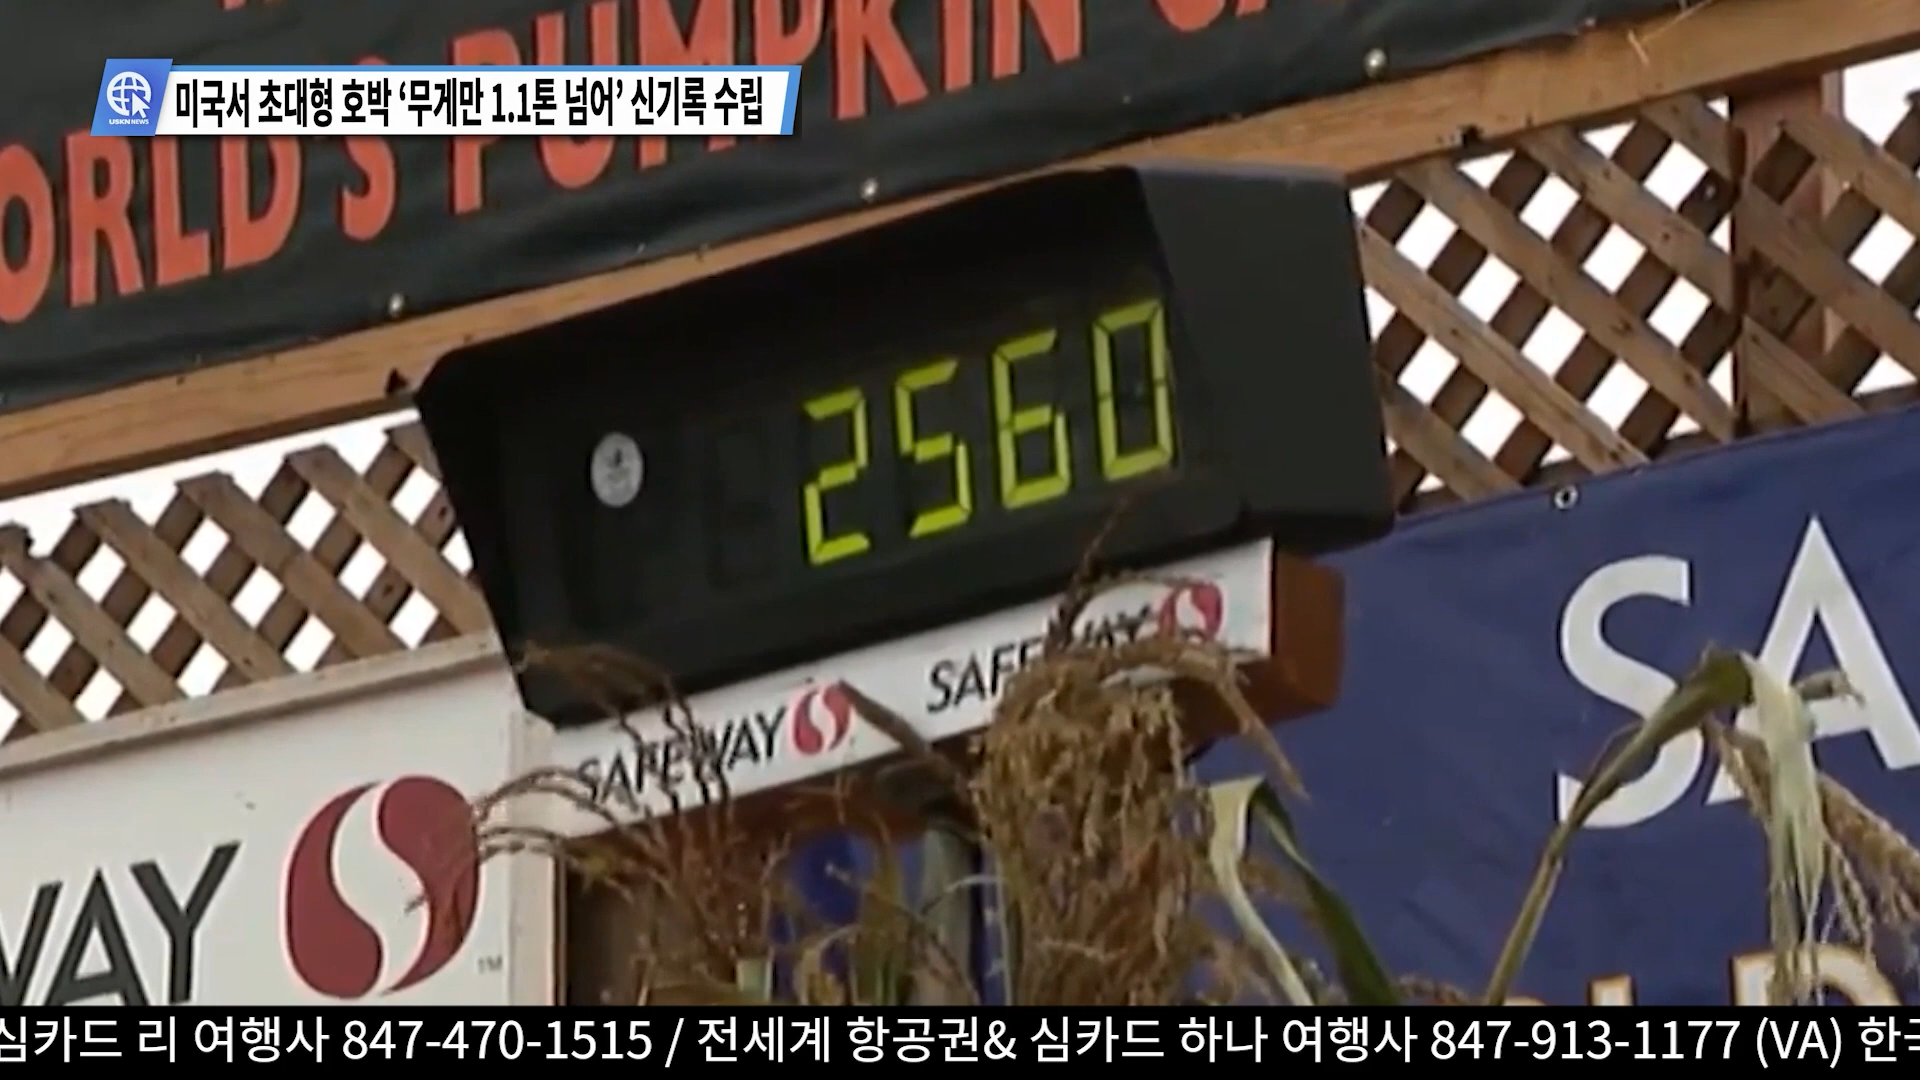 WORLD'S PUMPKIN CA
USKN NEWS
미국서 초대형 호박 ‘무게만 1.1톤 넘어’ 신기록 수립
2560
SAFEWAY SAFEWAY
SA
WAY
TM
심카드 리 여행사 847-470-1515 / 전세계 항공권& 심카드 하나 여행사 847-913-1177 (VA) 한국